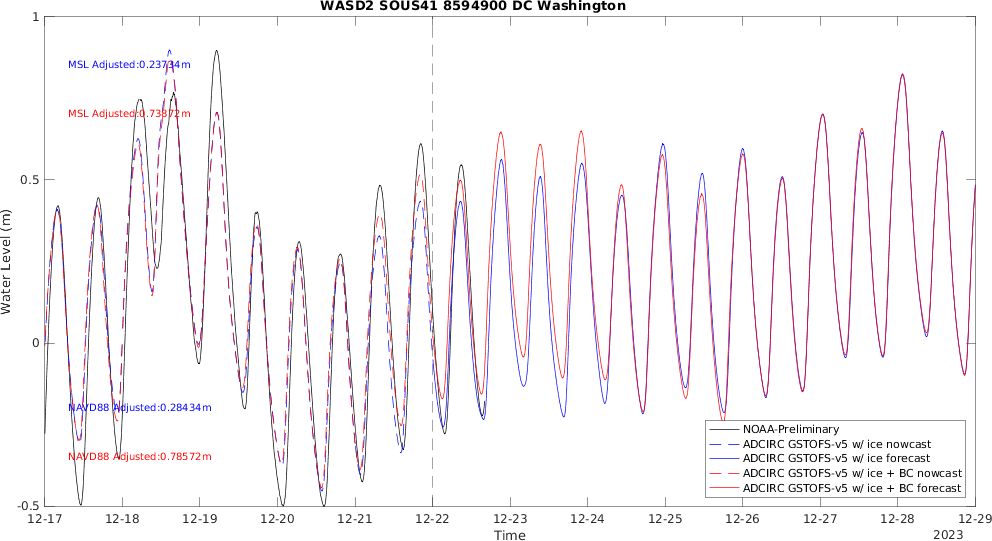 WASD2 SOUS41 8594900 DC Washington
1
MSL Adjusted:0.23734m
MSL Adjusted:0.73872m
0.5
Water Level (m)
0
NAVD88 Adjusted:0.28434m
NAVD88 Adjusted:0.78572m
-0.5
NOAA-Preliminary
ADCIRC GSTOFS-v5 w/ ice nowcast
ADCIRC GSTOFS-v5 w/ ice forecast
ADCIRC GSTOFS-v5 w/ ice + BC nowcast
ADCIRC GSTOFS-v5 w/ ice + BC forecast
12-17 12-18 12-19 12-20 12-21 12-22 12-23 12-24 12-25 12-26 12-27 12-28 12-29
Time
2023